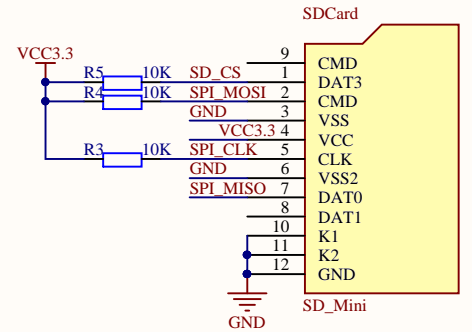 SDCard
VCC3.3
9 CMD
R5 10K SD_CS 1 DAT3
R4 10K SPI_MOSI 2 CMD
GND 3 VSS
VCC3.3 4 VCC
R3 10K SPI_CLK 5 CLK
GND 6 VSS2
SPI_MISO 7 DAT0
8 DAT1
10 K1
11 K2
12 GND
SD_Mini
GND